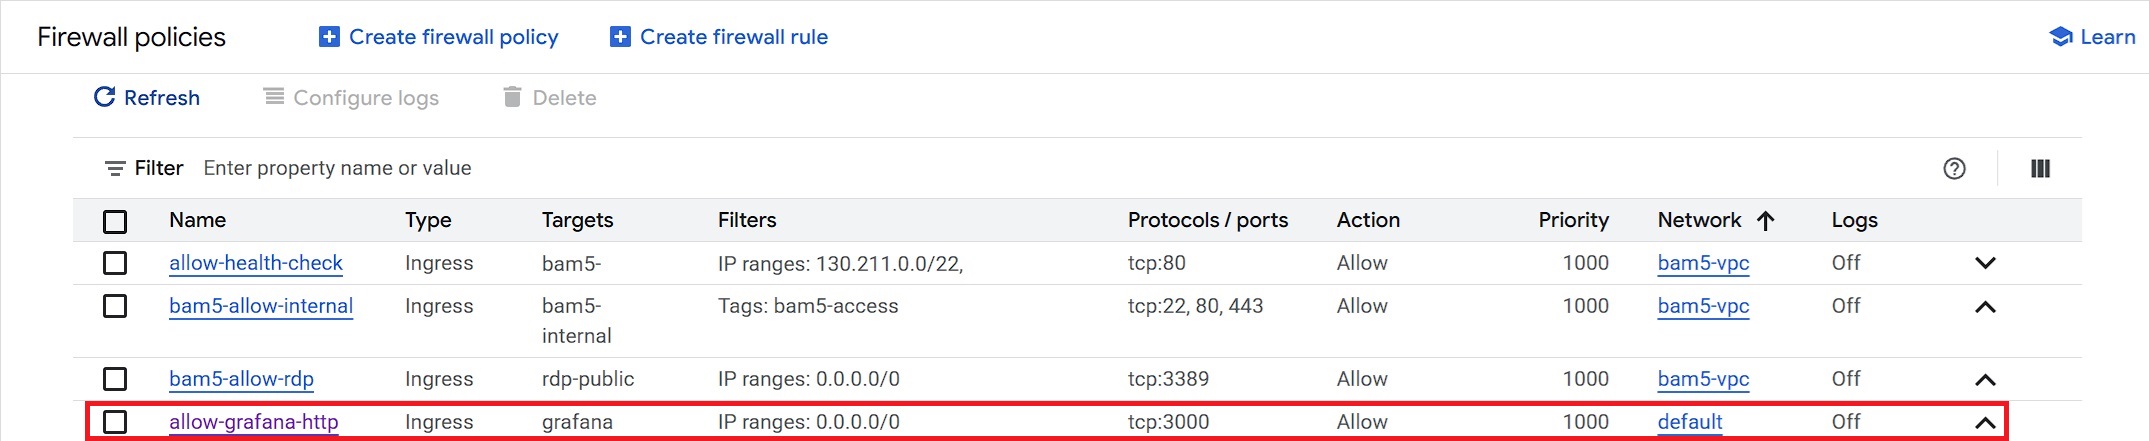 Firewall policies Create firewall policy Create firewall rule Learn
Refresh Configure logs Delete
Filter Enter property name or value
Name Type Targets Filters Protocols / ports Action Priority Network Logs
allow-health-check Ingress bam5- IP ranges: 130.211.0.0/22, tcp:80 Allow 1000 bam5-vpc Off
bam5-allow-internal Ingress bam5- Tags: bam5-access tcp:22, 80, 443 Allow 1000 bam5-vpc Off
internal
bam5-allow-rdp Ingress rdp-public IP ranges: 0.0.0.0/0 tcp:3389 Allow 1000 bam5-vpc Off
allow-grafana-http Ingress grafana IP ranges: 0.0.0.0/0 tcp:3000 Allow 1000 default Off